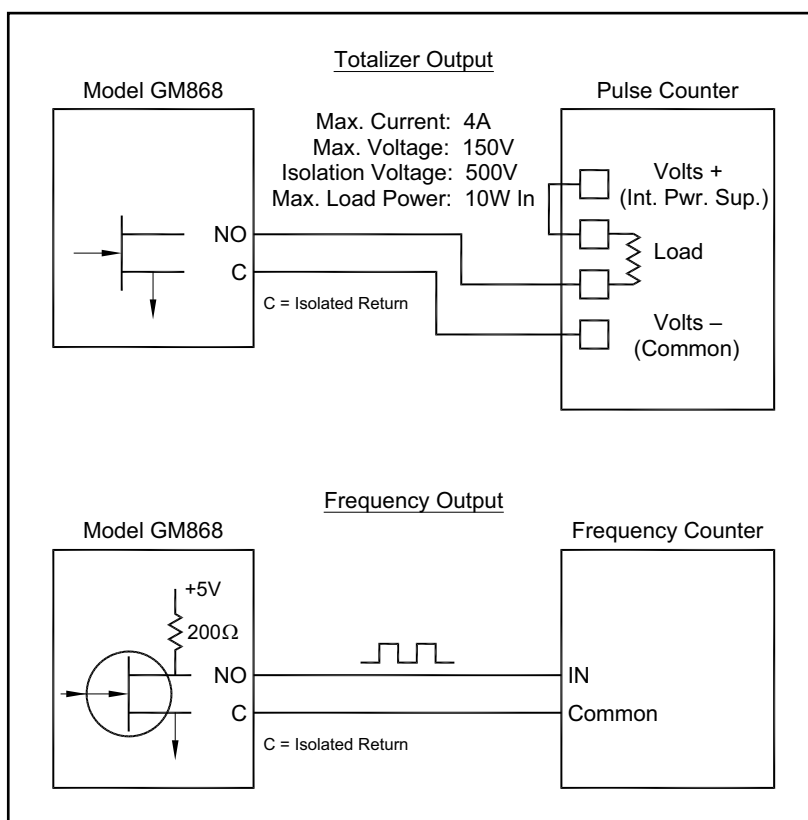 Totalizer Output
Model GM868
Pulse Counter
Max. Current: 4A
Max. Voltage: 150V
Isolation Voltage: 500V
Max. Load Power: 10W In
Volts +
(Int. Pwr. Sup.)
NO
Load
C
C = Isolated Return
Volts –
(Common)
Frequency Output
Model GM868
Frequency Counter
+5V
200Ω
NO
IN
C
Common
C = Isolated Return